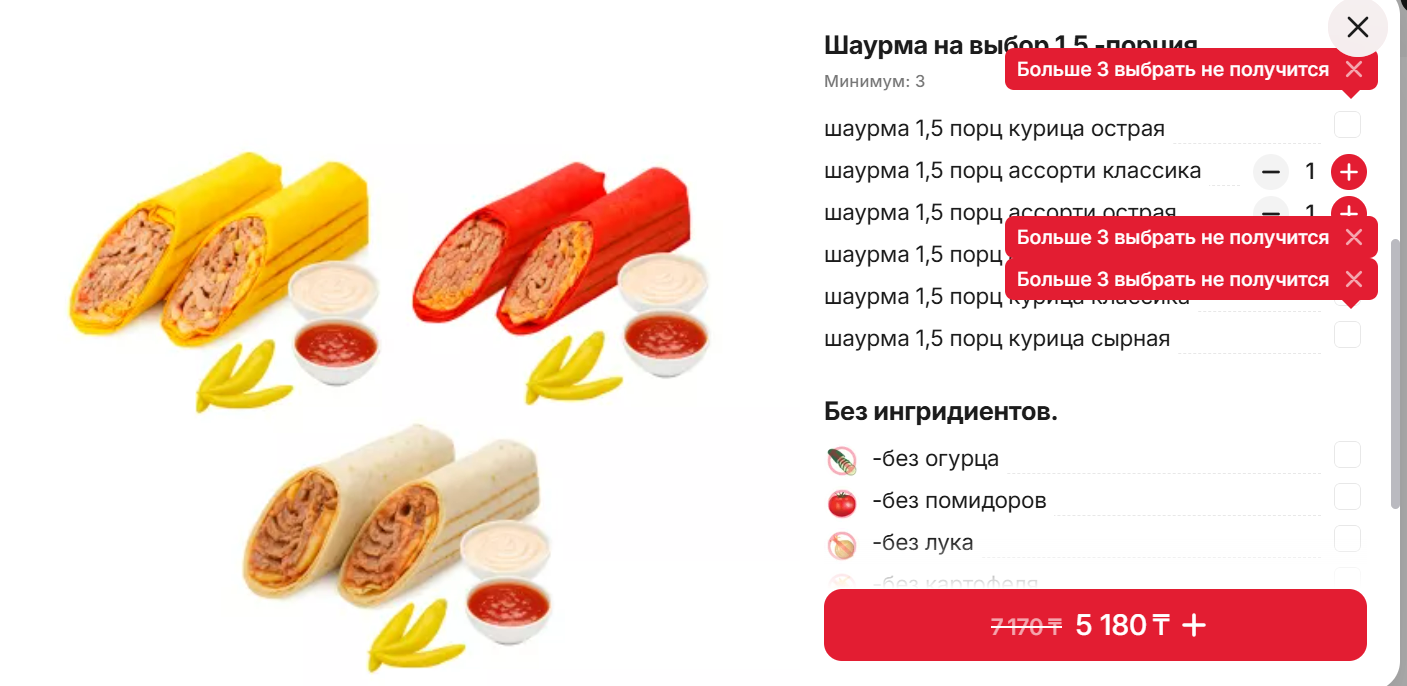 Шаурма на выбор 1,5 -порция
Больше 3 выбрать не получится
Минимум: 3
шаурма 1,5 порц курица острая
шаурма 1,5 порц ассорти классика
1
шаурма 1,5 порц ассорти острая
1
Больше 3 выбрать не получится
шаурма 1,5 порц
Больше 3 выбрать не получится
шаурма 1,5 порц курица классика
шаурма 1,5 порц курица сырная
Без ингридиентов.
-без огурца
-без помидоров
-без лука
-без картофеля
7 170 ₸ 5 180 ₸